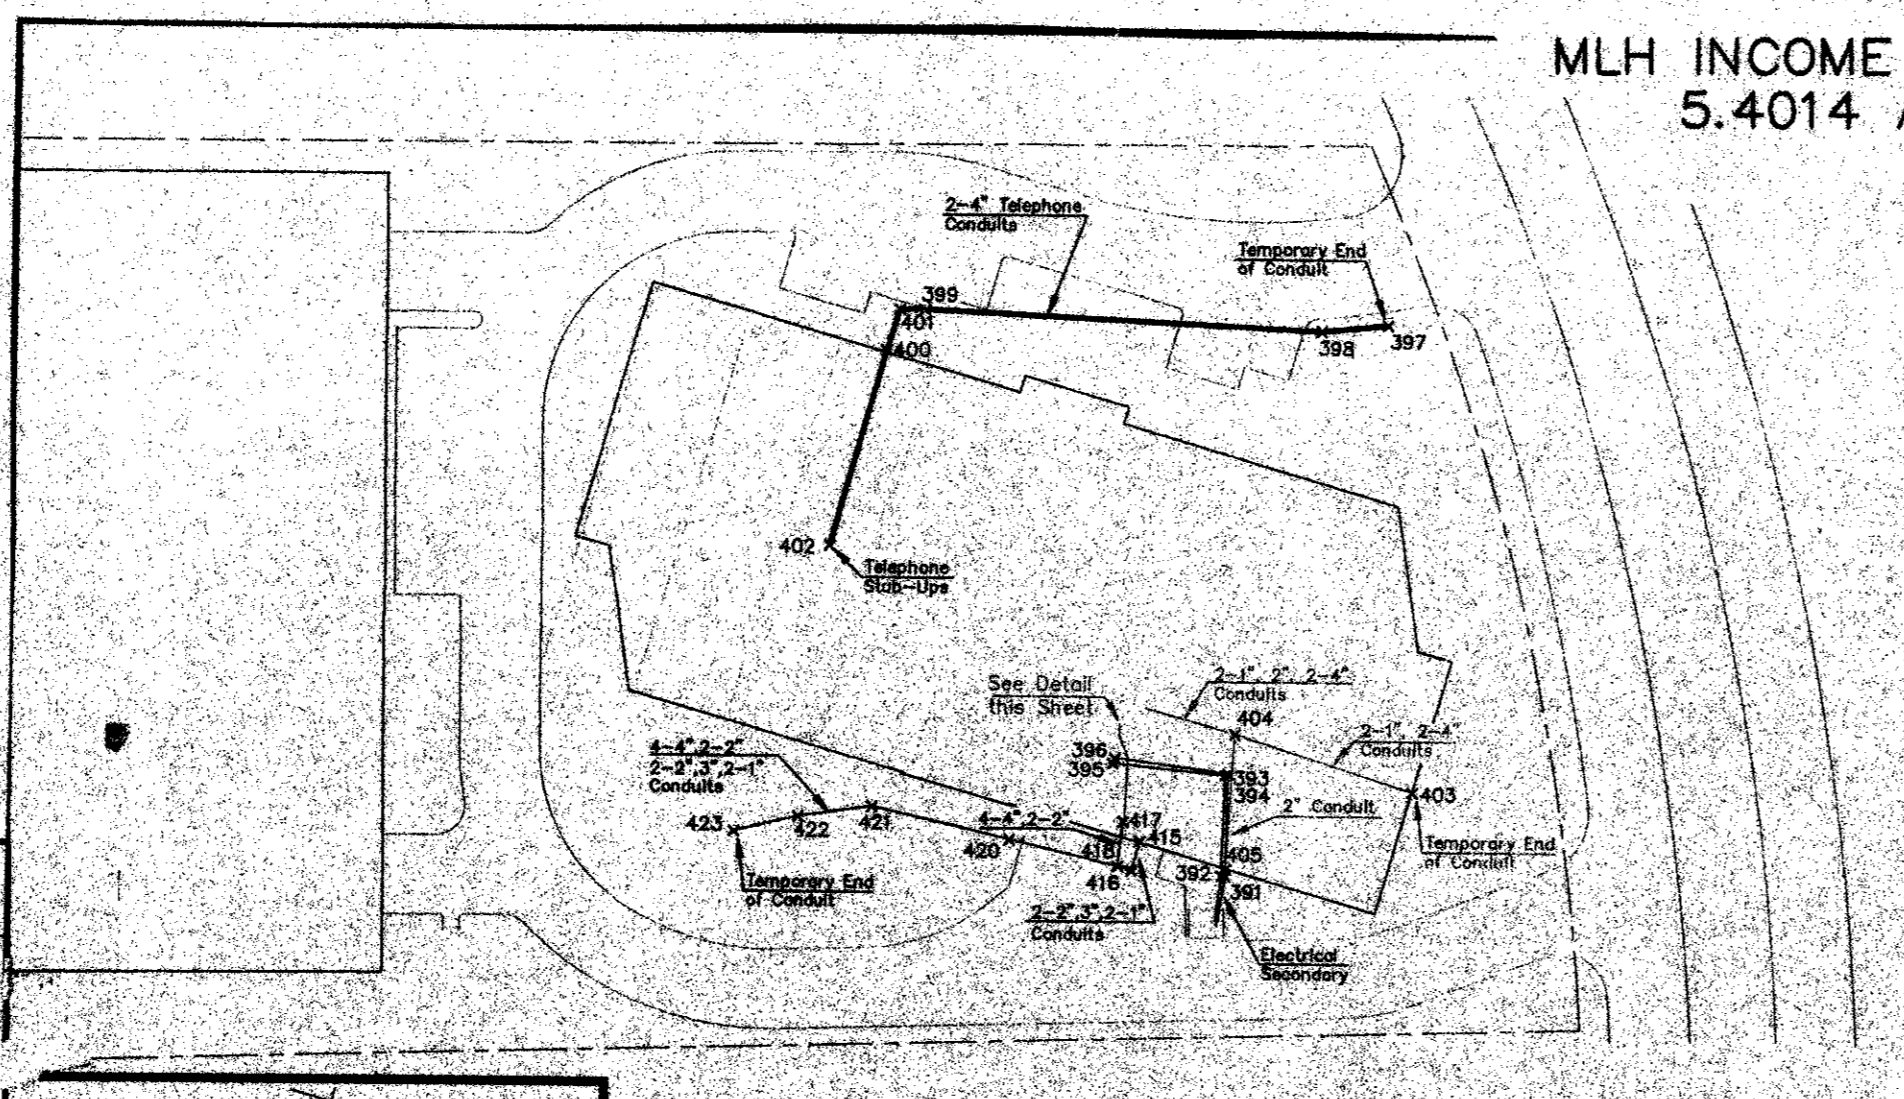 MLH INCOME
5.4014
2-4" Telephone
Conduits
Temporary End
of Conduit
399
401
400
398
397
402
Telephone
Stub-Ups
See Detail
this Sheet
2-1", 2", 2-4"
Conduits
404
2-1", 2-4"
Conduits
396
395
393
394
403
4-4", 2-2"
2-2", 3", 2-1"
Conduits
2" Conduit
423
422
421
4-4", 2-2"
417
415
420
418
405
416
392
391
Temporary End
of Conduit
Temporary End
of Conduit
2-2", 3", 2-1"
Conduits
Electrical
Secondary